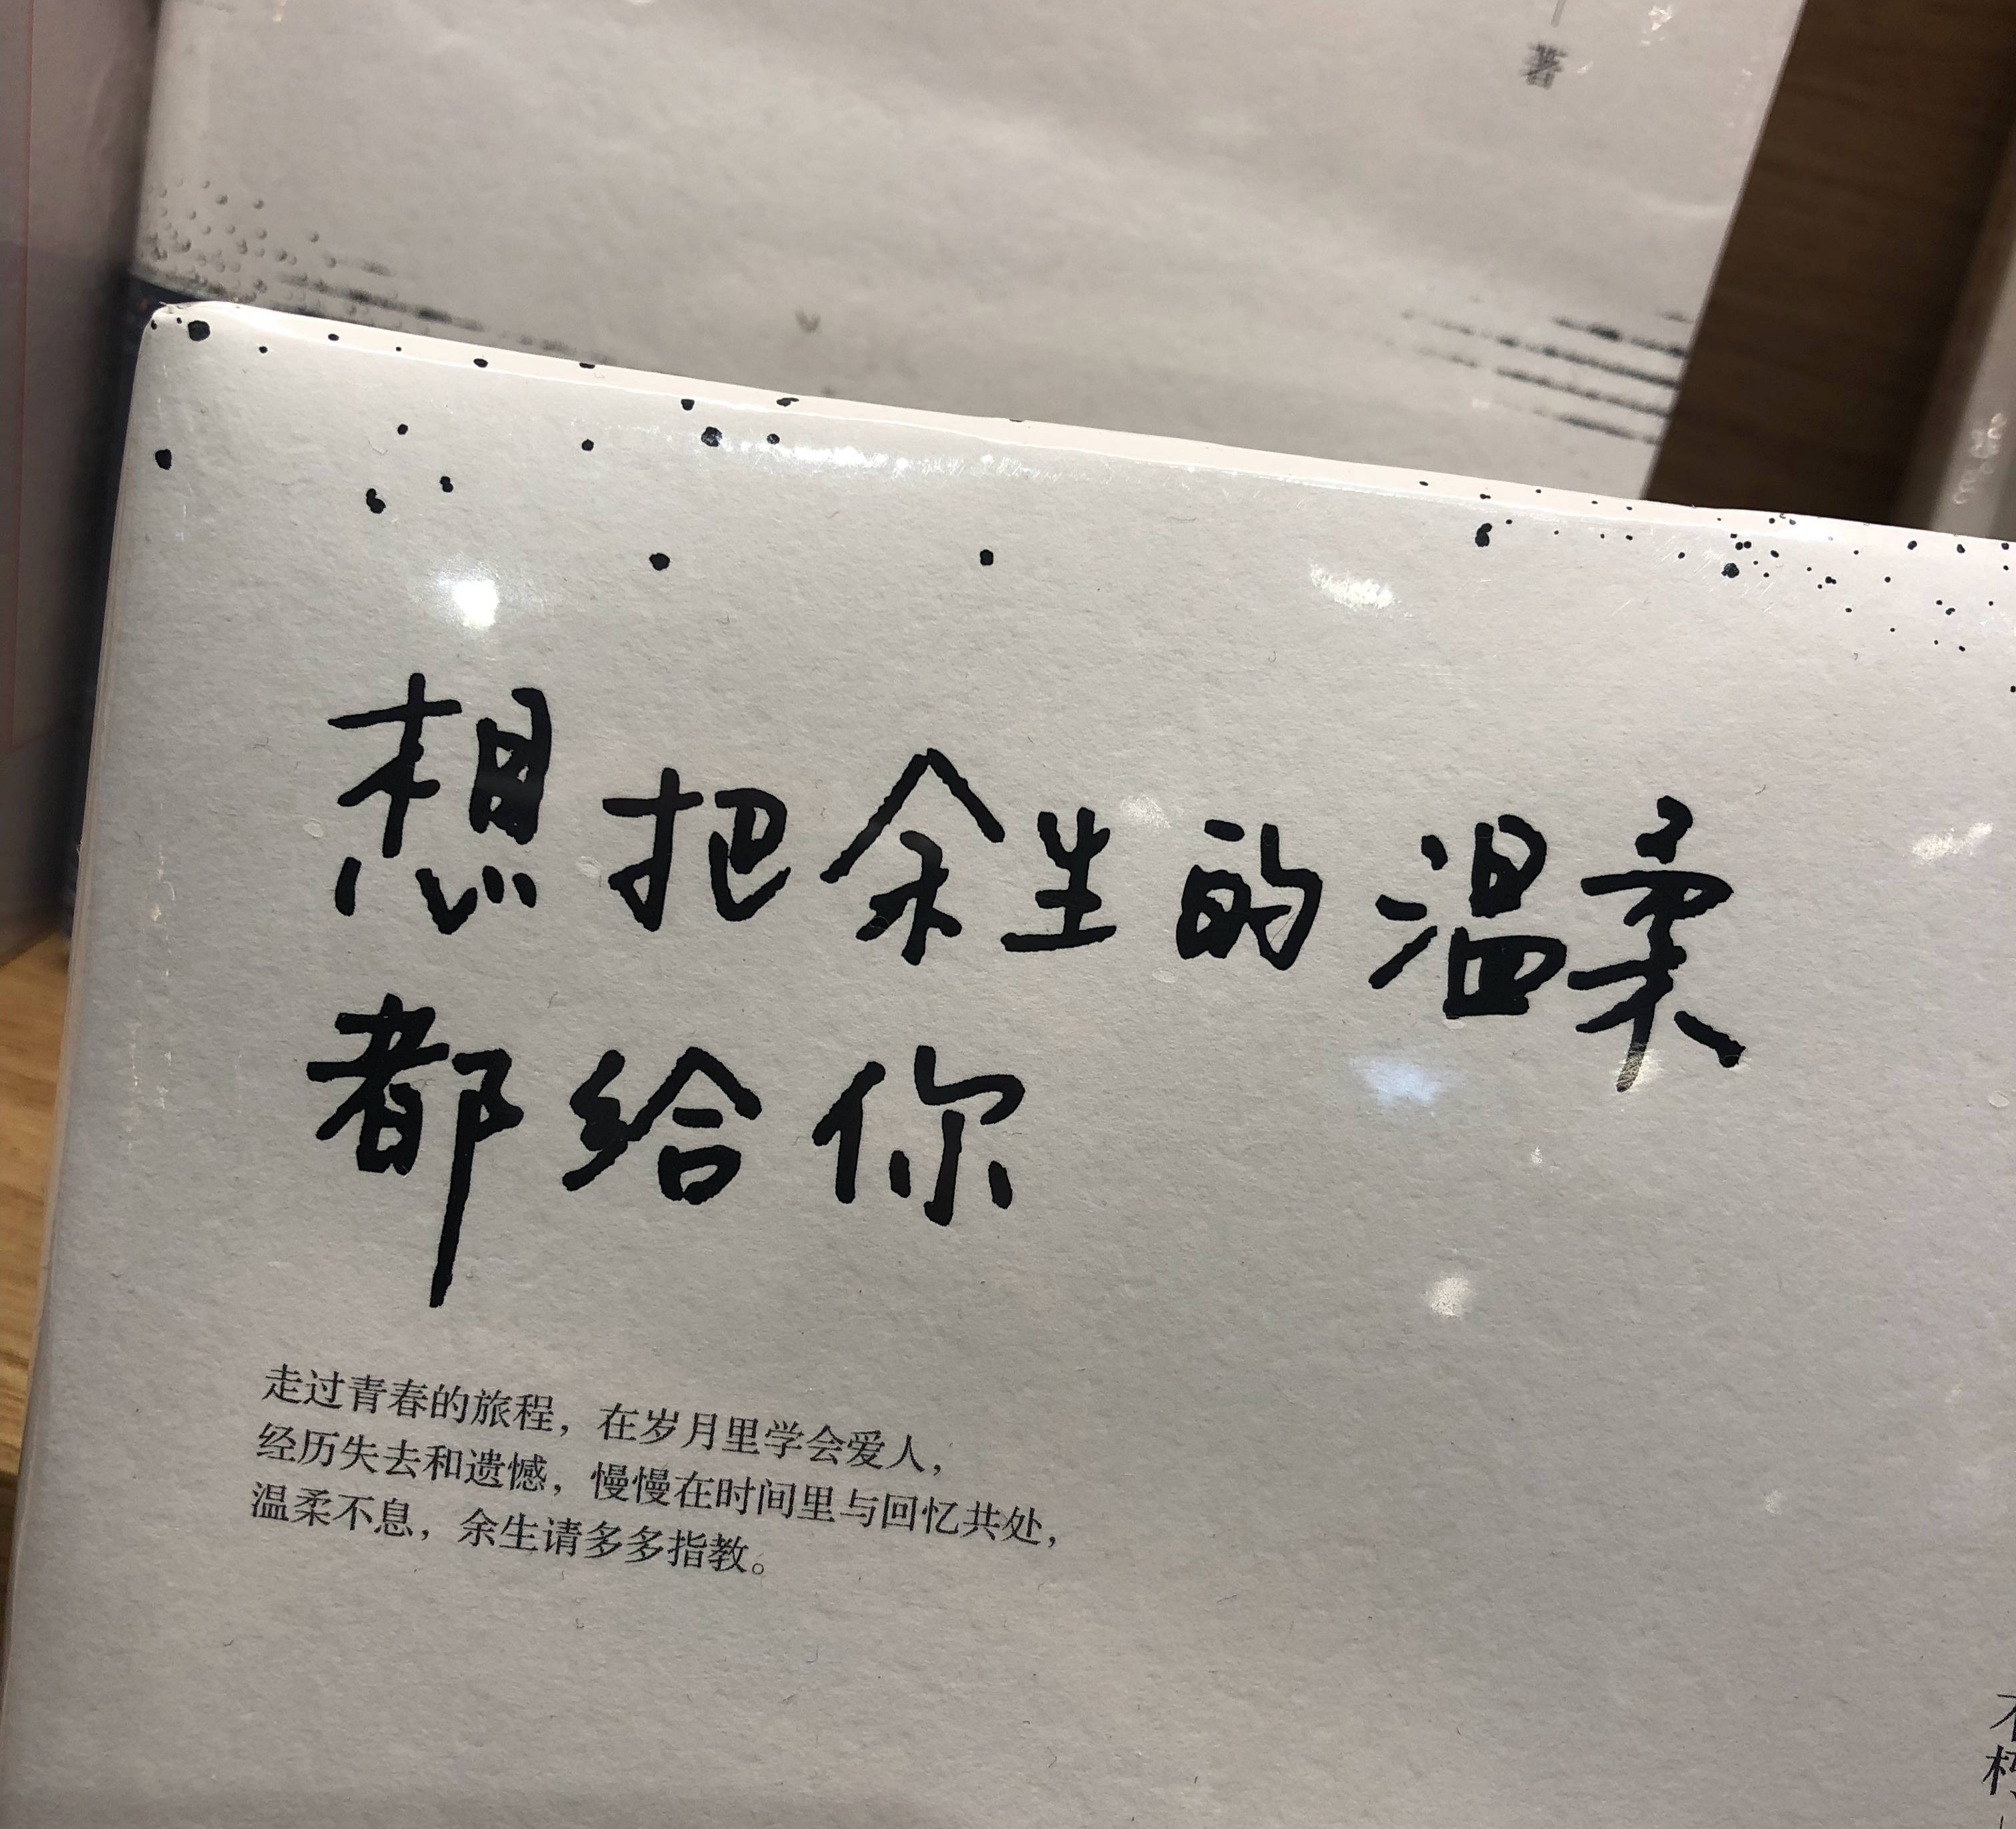 著
想把余生的温柔
都给你
走过青春的旅程，在岁月里学会爱人，
经历失去和遗憾，慢慢在时间里与回忆共处，
温柔不息，余生请多多指教。